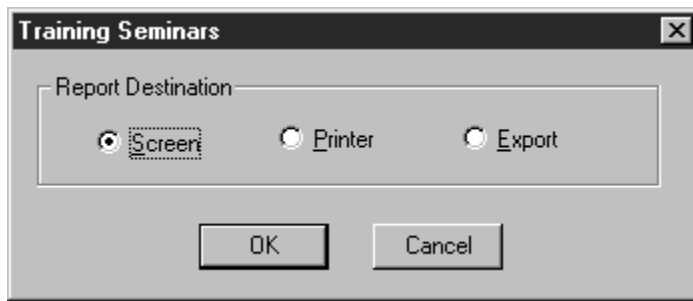 Training Seminars
Report Destination
Screen Printer Export
OK Cancel